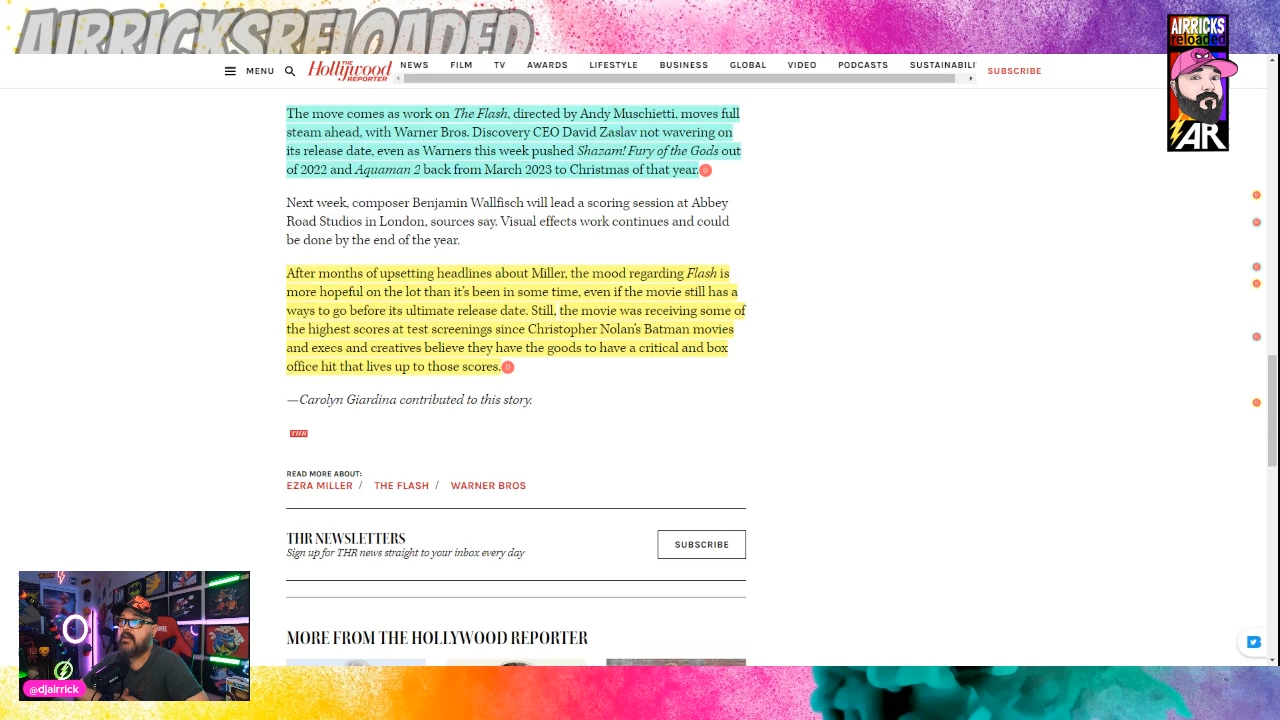 AIRRICSRELOADED
AIRRICKS
reloaded
AR
MENU
THE
Hollywood
REPORTER
NEWS FILM TV AWARDS LIFESTYLE BUSINESS GLOBAL VIDEO PODCASTS SUSTAINABILI
SUBSCRIBE
The move comes as work on The Flash, directed by Andy Muschietti, moves full
steam ahead, with Warner Bros. Discovery CEO David Zaslav not wavering on
its release date, even as Warners this week pushed Shazam! Fury of the Gods out
of 2022 and Aquaman 2 back from March 2023 to Christmas of that year.
Next week, composer Benjamin Wallfisch will lead a scoring session at Abbey
Road Studios in London, sources say. Visual effects work continues and could
be done by the end of the year.
After months of upsetting headlines about Miller, the mood regarding Flash is
more hopeful on the lot than it's been in some time, even if the movie still has a
ways to go before its ultimate release date. Still, the movie was receiving some of
the highest scores at test screenings since Christopher Nolan's Batman movies
and execs and creatives believe they have the goods to have a critical and box
office hit that lives up to those scores.
—Carolyn Giardina contributed to this story.
THR
READ MORE ABOUT:
EZRA MILLER / THE FLASH / WARNER BROS
THR NEWSLETTERS
Sign up for THR news straight to your inbox every day
SUBSCRIBE
MORE FROM THE HOLLYWOOD REPORTER
@djairrick